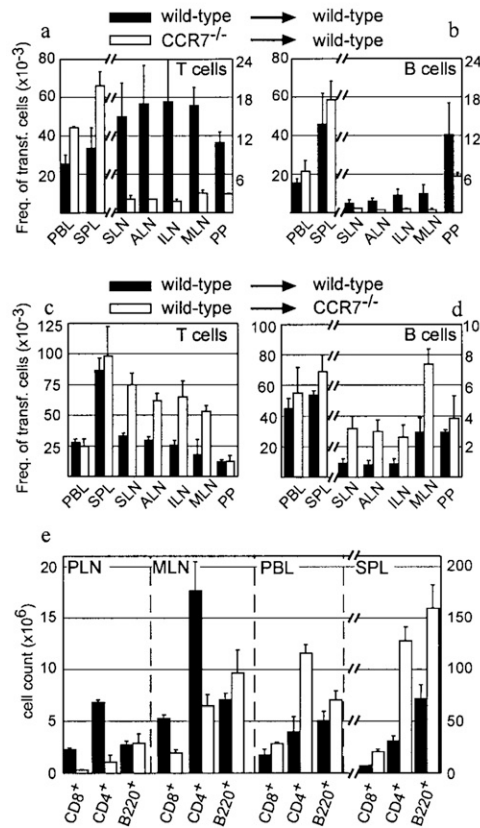 a wild-type wild-type b
CCR7-/- wild-type
Freq. of transf. cells (x10-3)
80 T cells 24 80 B cells 24
60 18 60 18
40 12 40 12
20 6 20 6
PBL SPL SLN ALN ILN MLN PP PBL SPL SLN ALN ILN MLN PP
wild-type wild-type
c wild-type CCR7-/- d
Freq. of transf. cells (x10-3)
125 T cells 100 B cells 10
100 80 8
75 60 6
50 40 4
25 20 2
PBL SPL SLN ALN ILN MLN PP PBL SPL SLN ALN ILN MLN PP
e
cell count (x10⁶)
20 PLN MLN PBL SPL 200
15 150
10 100
5 50
0 0
CD8+ CD4+ B220+ CD8+ CD4+ B220+ CD8+ CD4+ B220+ CD8+ CD4+ B220+